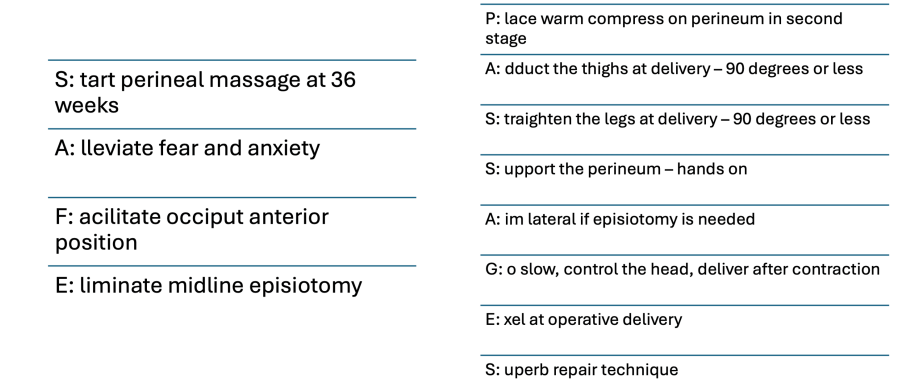 S: tart perineal massage at 36
weeks
A: lleviate fear and anxiety
F: acilitate occiput anterior
position
E: liminate midline episiotomy
P: lace warm compress on perineum in second
stage
A: dduct the thighs at delivery – 90 degrees or less
S: traighten the legs at delivery – 90 degrees or less
S: upport the perineum – hands on
A: im lateral if episiotomy is needed
G: o slow, control the head, deliver after contraction
E: xel at operative delivery
S: uperb repair technique